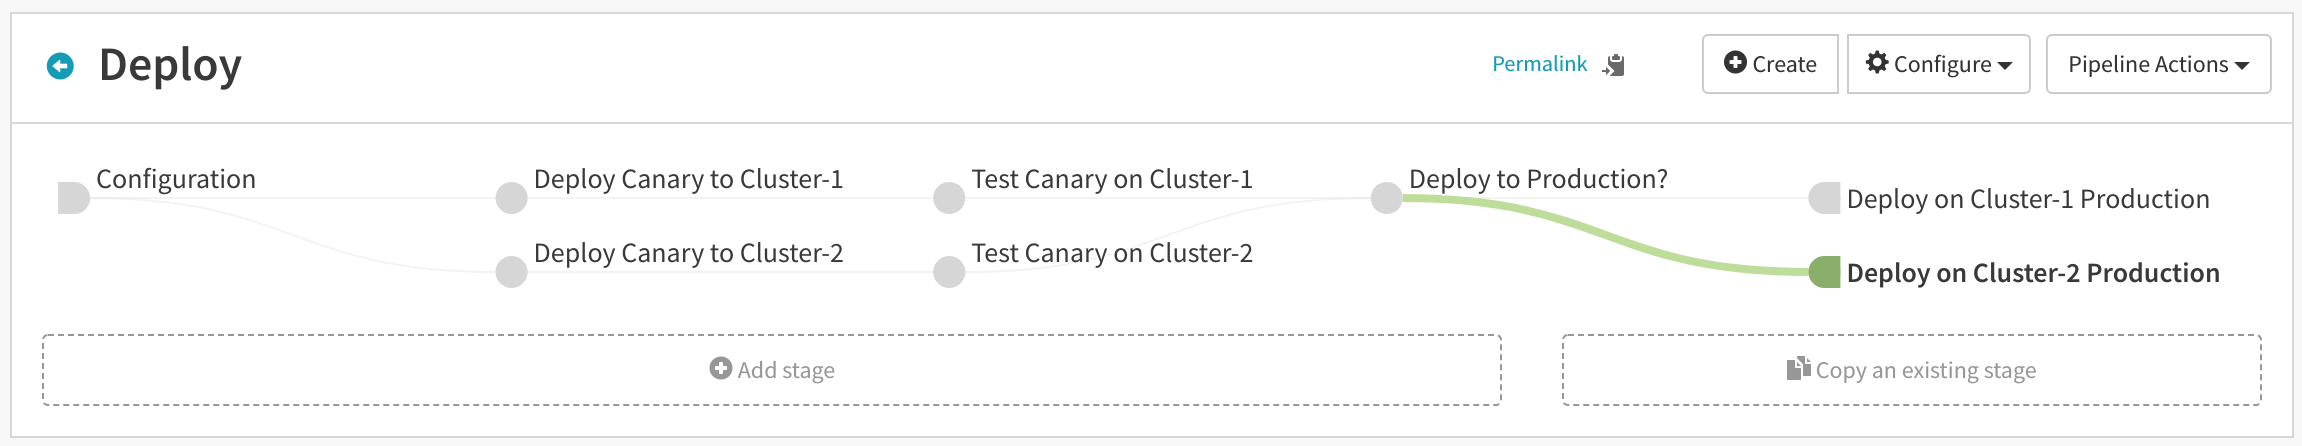 Deploy
Permalink
Create
Configure
Pipeline Actions
Configuration
Deploy Canary to Cluster-1
Test Canary on Cluster-1
Deploy to Production?
Deploy on Cluster-1 Production
Deploy Canary to Cluster-2
Test Canary on Cluster-2
Deploy on Cluster-2 Production
Add stage
Copy an existing stage